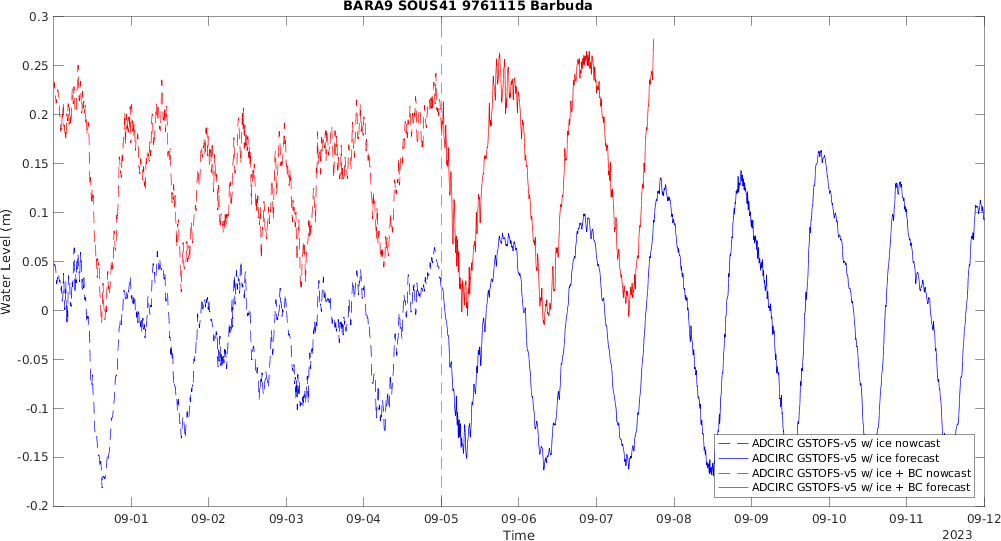 BARA9 SOUS41 9761115 Barbuda
0.3
0.25
0.2
0.15
0.1
0.05
0
-0.05
-0.1
-0.15
-0.2
Water Level (m)
09-01 09-02 09-03 09-04 09-05 09-06 09-07 09-08 09-09 09-10 09-11 09-12
Time
2023
ADCIRC GSTOFS-v5 w/ ice nowcast
ADCIRC GSTOFS-v5 w/ ice forecast
ADCIRC GSTOFS-v5 w/ ice + BC nowcast
ADCIRC GSTOFS-v5 w/ ice + BC forecast